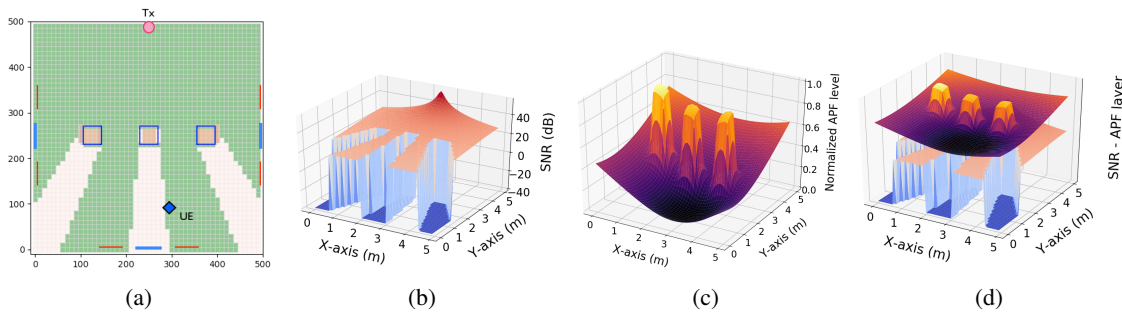 Tx
500
400
300
200
100
0
0 100 200 300 400 500
UE
(a)
40
20
0
−20
−40
SNR (dB)
0 1 2 3 4 5
X-axis (m)
0 1 2 3 4 5
Y-axis (m)
(b)
1.0
0.8
0.6
0.4
0.2
0.0
Normalized APF level
0 1 2 3 4 5
X-axis (m)
0 1 2 3 4 5
Y-axis (m)
(c)
SNR - APF layer
0 1 2 3 4 5
X-axis (m)
0 1 2 3 4 5
Y-axis (m)
(d)